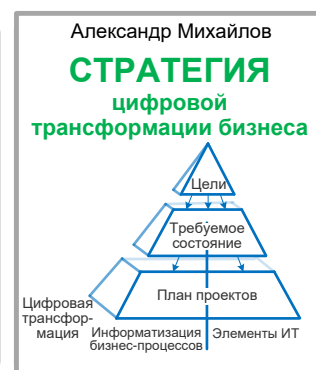 Александр Михайлов
СТРАТЕГИЯ
цифровой
трансформации бизнеса
Цели
Требуемое
состояние
План проектов
Цифровая
трансфор-
мация
Информатизация
бизнес-процессов
Элементы ИТ